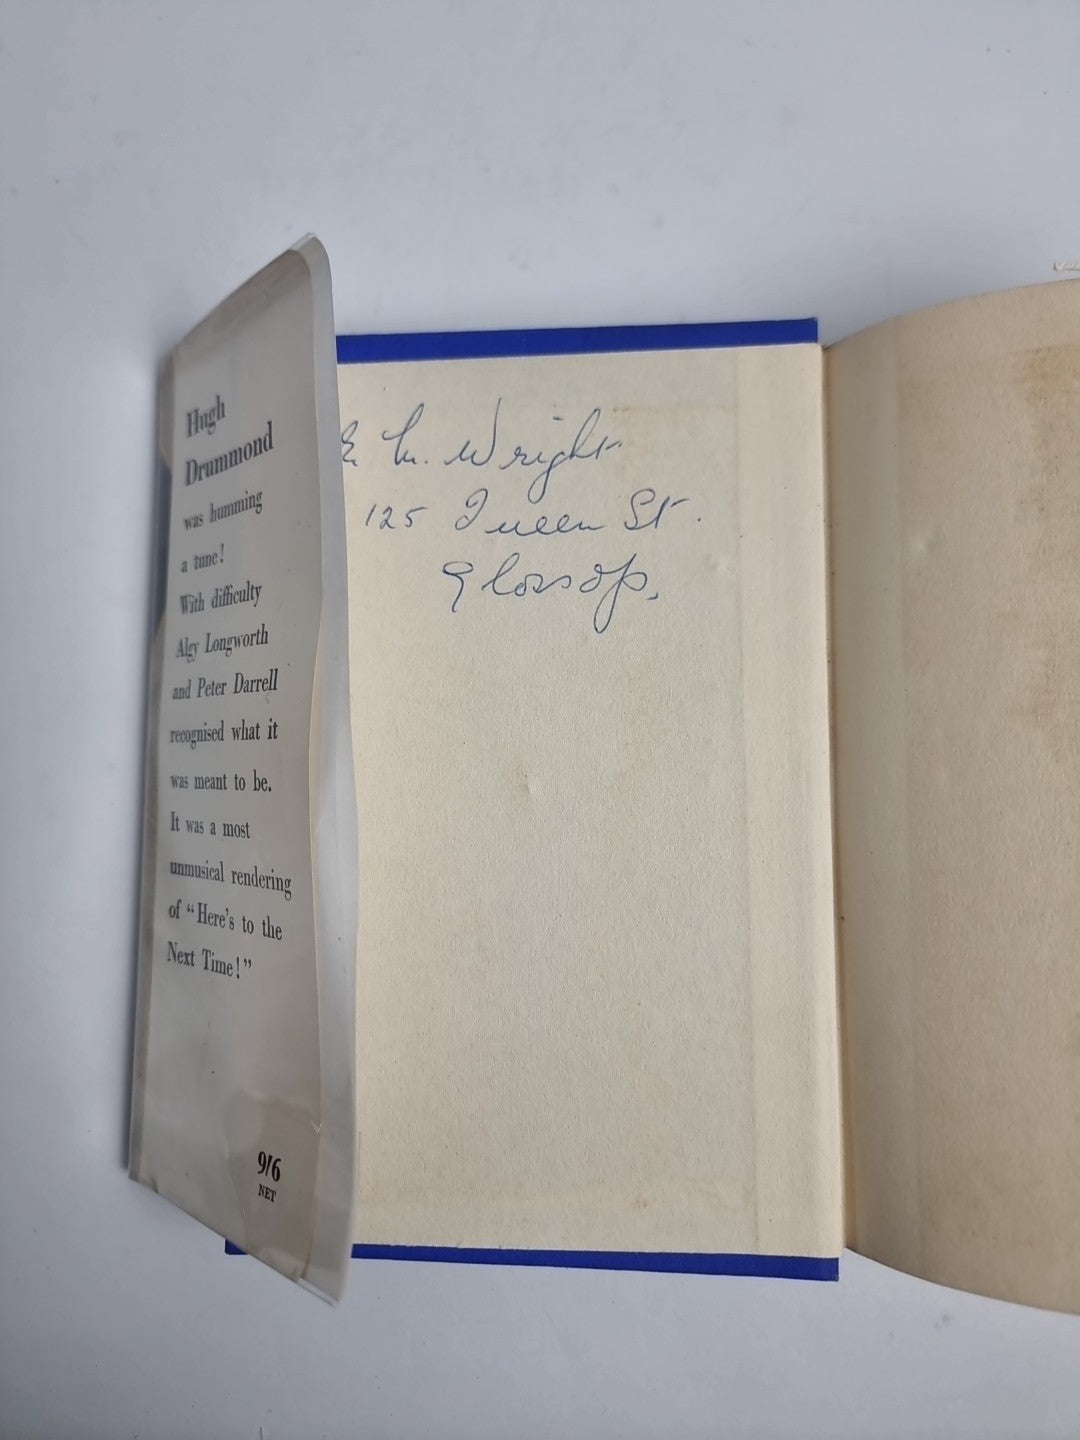 Hugh
Drummond
was humming
a tune!
With difficulty
Algy Longworth
and Peter Darrell
recognised what it
was meant to be.
It was a most
unmusical rendering
of “Here's to the
Next Time!”
9/6
NET
E. M. Wright
125 Queen St.
Glossop,